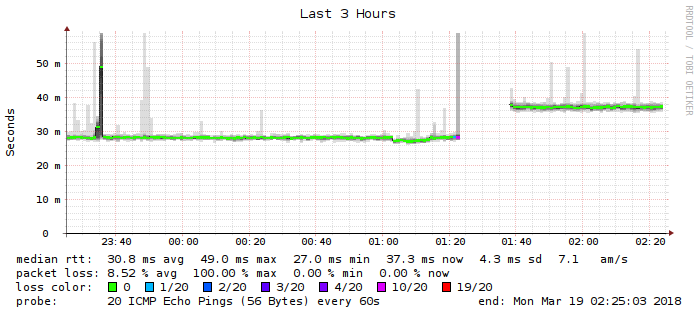 Last 3 Hours
RRDTOOL / TOBI OETIKER
Seconds
50 m
40 m
30 m
20 m
10 m
0
23:40 00:00 00:20 00:40 01:00 01:20 01:40 02:00 02:20
median rtt: 30.8 ms avg 49.0 ms max 27.0 ms min 37.3 ms now 4.3 ms sd 7.1 am/s
packet loss: 8.52 % avg 100.00 % max 0.00 % min 0.00 % now
loss color: 0 1/20 2/20 3/20 4/20 10/20 19/20
probe: 20 ICMP Echo Pings (56 Bytes) every 60s end: Mon Mar 19 02:25:03 2018